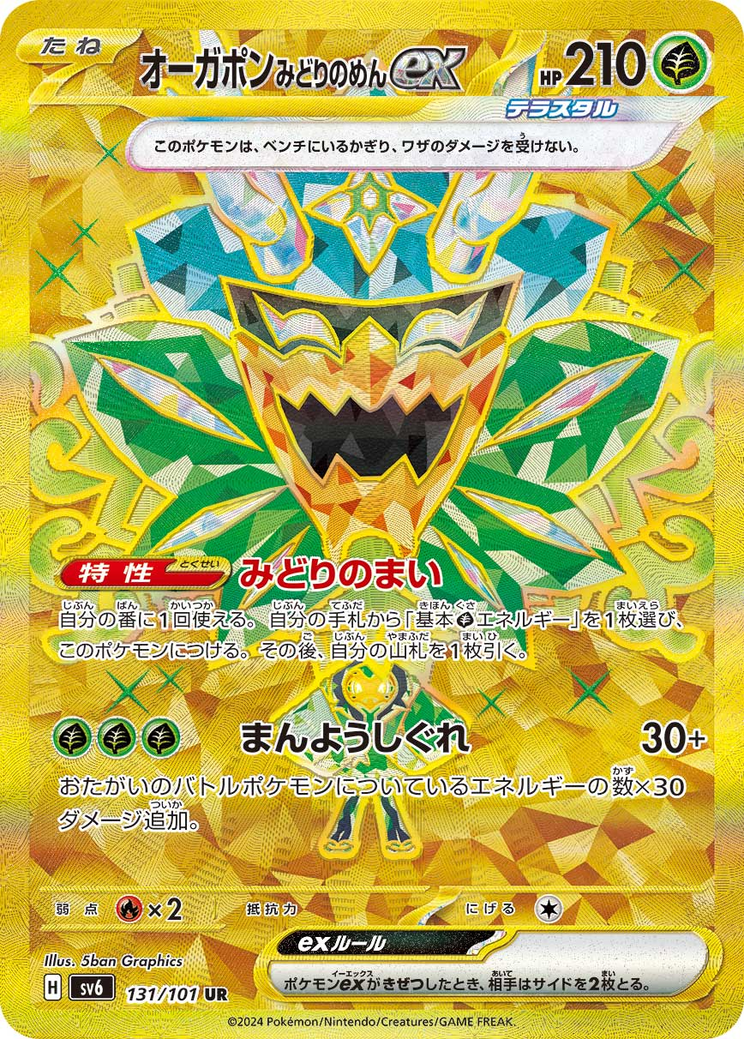 たね
オーガポン みどりのめん ex HP 210
テラスタル
このポケモンは、ベンチにいるかぎり、ワザのダメージを受けない。
特性 とくせい みどりのまい
自分の番に1回使える。自分の手札から「基本エネルギー」を1枚選び、
このポケモンにつける。その後、自分の山札を1枚引く。
まんようしぐれ 30+
おたがいのバトルポケモンについているエネルギーの数×30
ダメージ追加。
弱点 ×2 抵抗力 にげる
Illus. 5ban Graphics
exルール
ポケモンexがきぜつしたとき、相手はサイドを2枚とる。
H sv6 131/101 UR
©2024 Pokémon/Nintendo/Creatures/GAME FREAK.